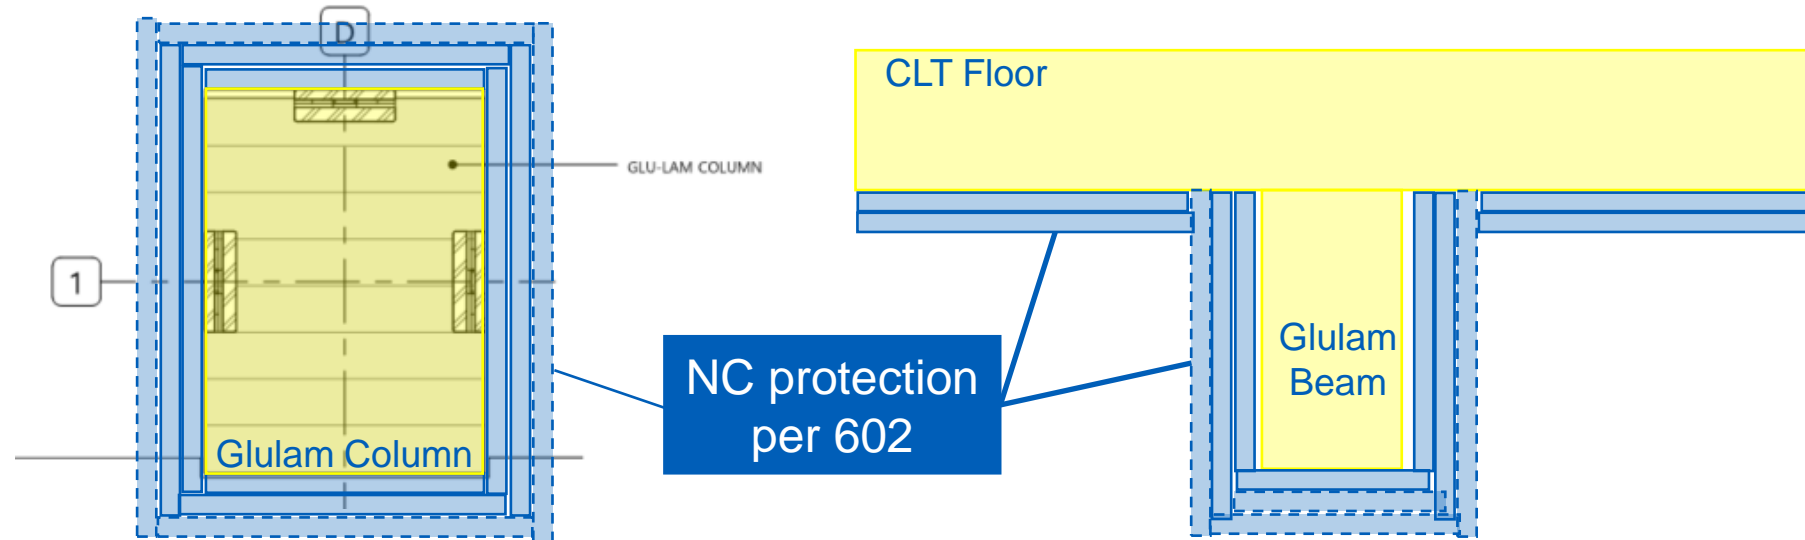 D
CLT Floor
GLU-LAM COLUMN
1
Glulam
Beam
NC protection
per 602
Glulam Column